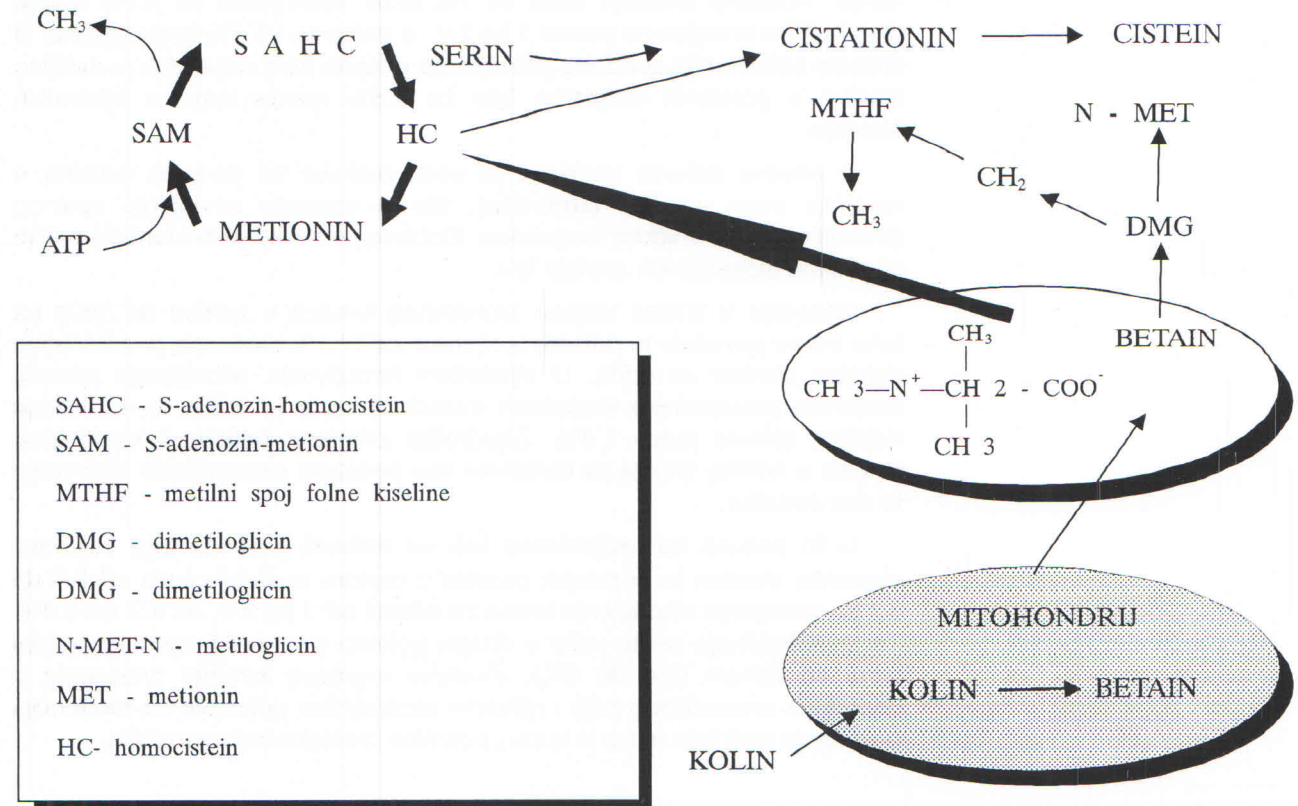 CH3
S A H C
SERIN
CISTATIONIN
CISTEIN
SAM
HC
MTHF
N - MET
CH2
CH3
DMG
ATP
METIONIN
BETAIN
CH3
CH 3—N+—CH 2 - COO-
CH 3
SAHC - S-adenozin-homocistein
SAM - S-adenozin-metionin
MTHF - metilni spoj folne kiseline
DMG - dimetiloglicin
DMG - dimetiloglicin
N-MET-N - metiloglicin
MET - metionin
HC- homocistein
MITOHONDRIJ
KOLIN
BETAIN
KOLIN